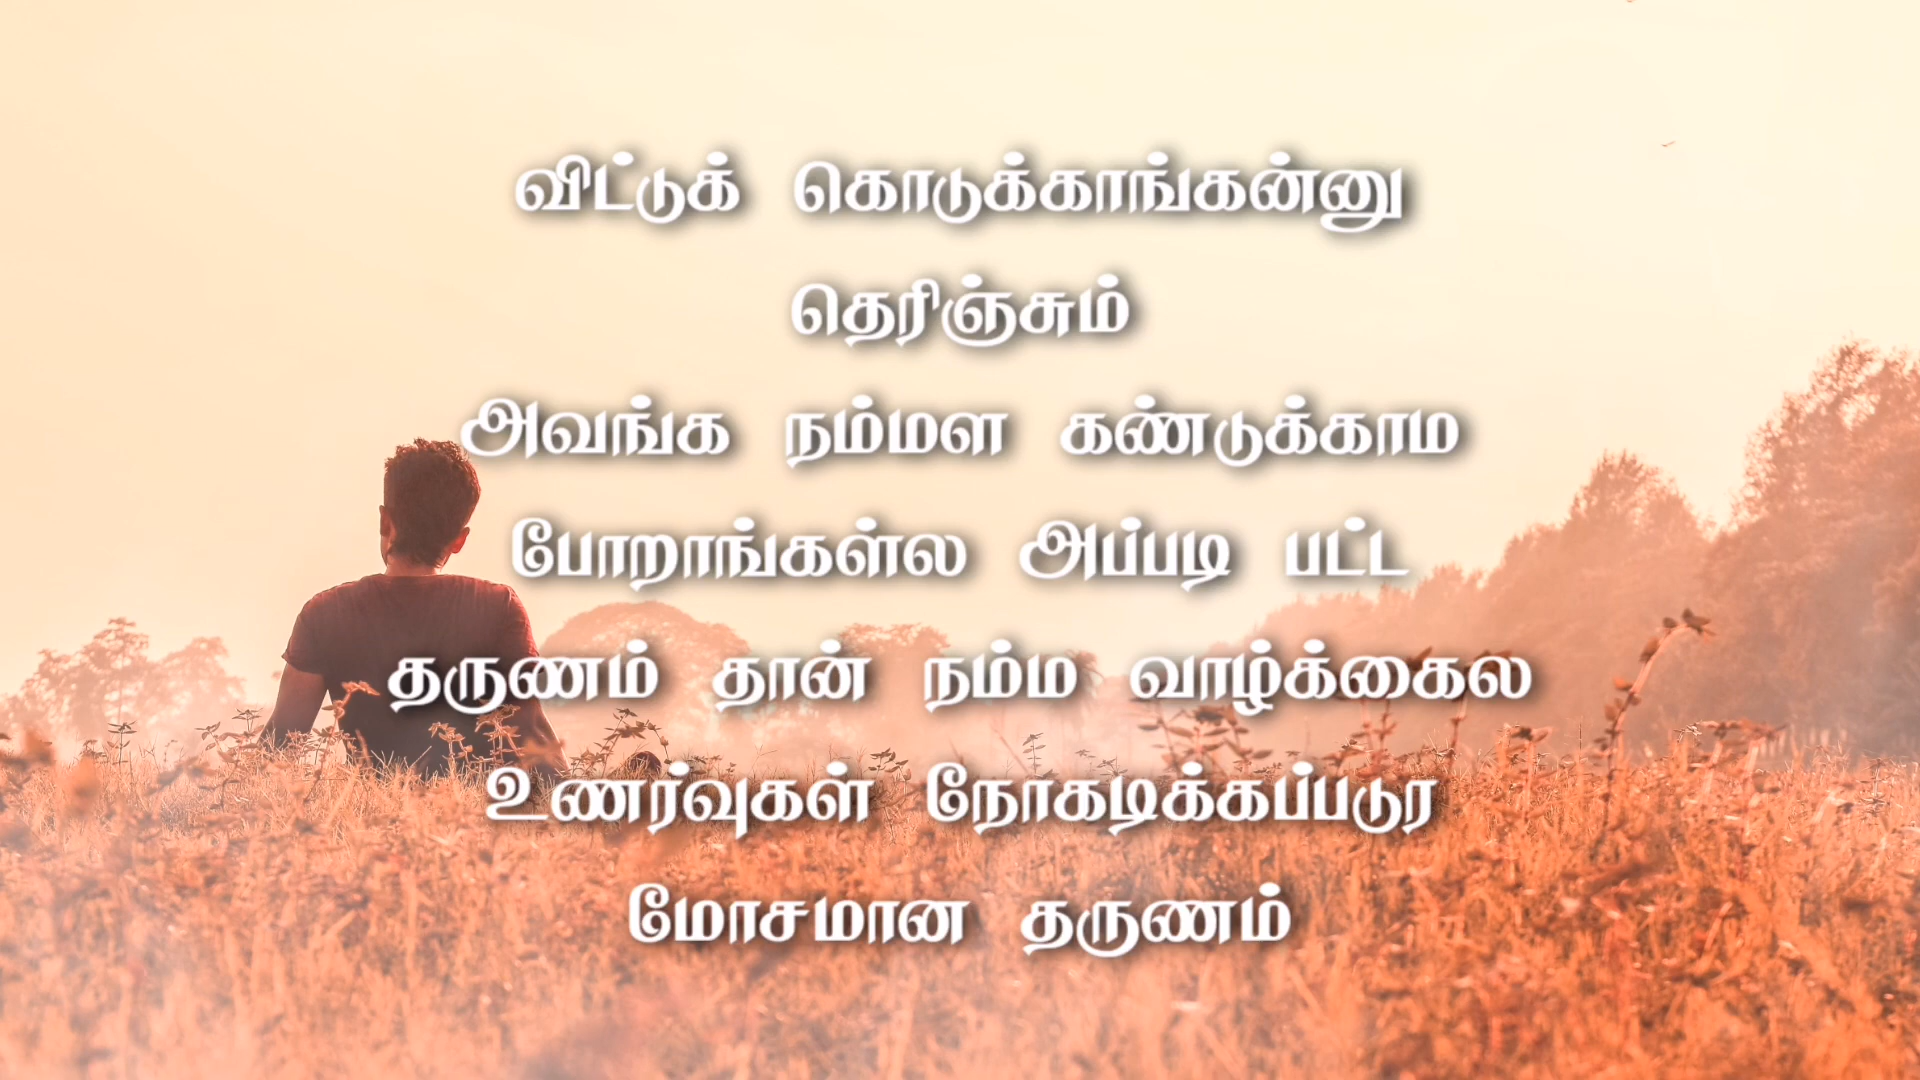 விட்டுக் கொடுக்காங்கன்னு
தெரிஞ்சும்
அவங்க நம்மள கண்டுக்காம
போறாங்கள்ல அப்படி பட்ட
தருணம் தான் நம்ம வாழ்க்கைல
உணர்வுகள் நோகடிக்கப்படுர
மோசமான தருணம்